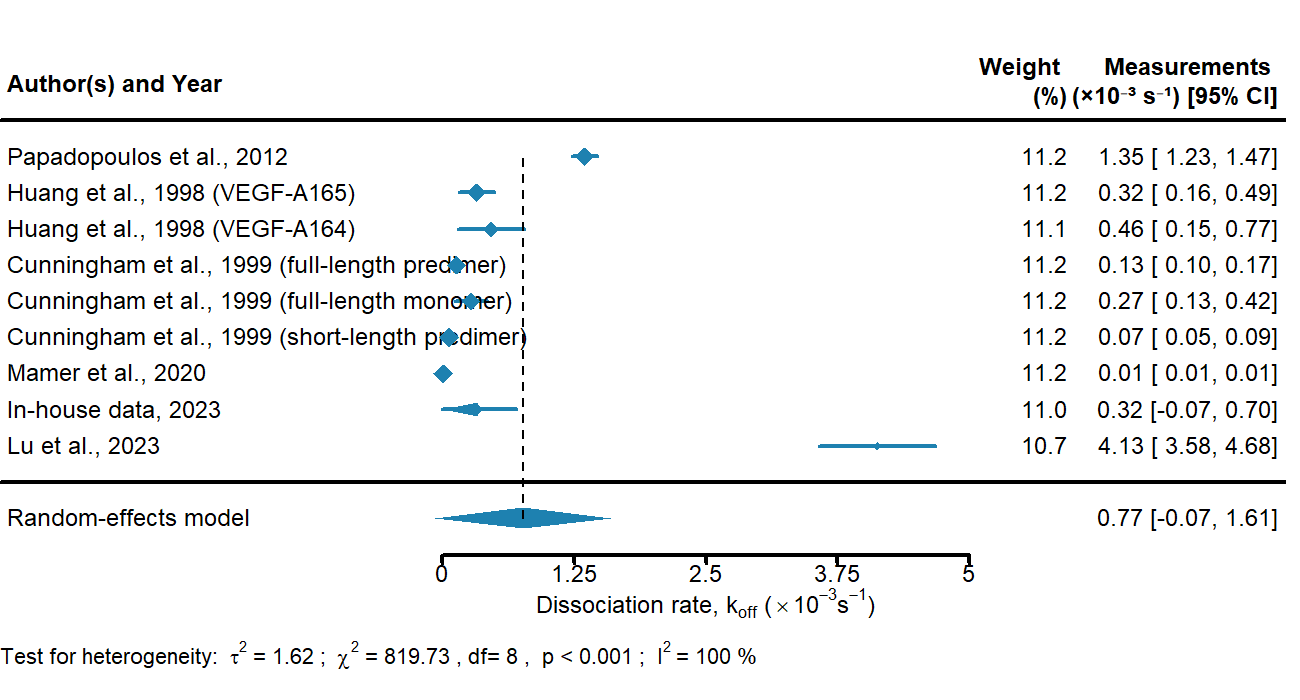 Weight Measurements
Author(s) and Year (%) (×10⁻³ s⁻¹) [95% CI]
Papadopoulos et al., 2012 11.2 1.35 [ 1.23, 1.47]
Huang et al., 1998 (VEGF-A165) 11.2 0.32 [ 0.16, 0.49]
Huang et al., 1998 (VEGF-A164) 11.1 0.46 [ 0.15, 0.77]
Cunningham et al., 1999 (full-length predimer) 11.2 0.13 [ 0.10, 0.17]
Cunningham et al., 1999 (full-length monomer) 11.2 0.27 [ 0.13, 0.42]
Cunningham et al., 1999 (short-length predimer) 11.2 0.07 [ 0.05, 0.09]
Mamer et al., 2020 11.2 0.01 [ 0.01, 0.01]
In-house data, 2023 11.0 0.32 [-0.07, 0.70]
Lu et al., 2023 10.7 4.13 [ 3.58, 4.68]
Random-effects model 0.77 [-0.07, 1.61]
0 1.25 2.5 3.75 5
Dissociation rate, k_off (×10⁻³s⁻¹)
Test for heterogeneity: τ² = 1.62 ; χ² = 819.73 , df= 8 , p < 0.001 ; I² = 100 %